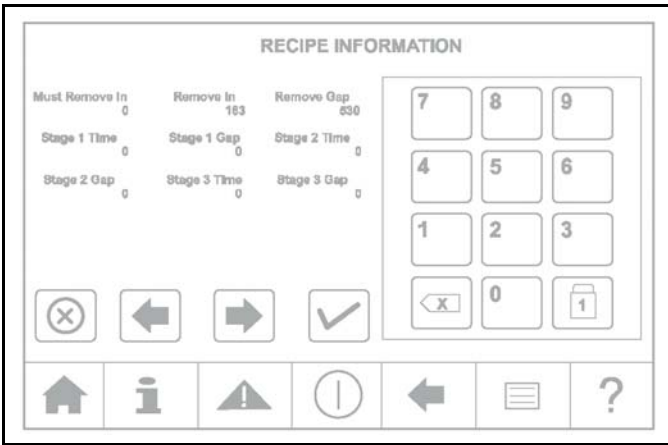 RECIPE INFORMATION
Must Remove In Remove In Remove Gap
0 163 530
Stage 1 Time Stage 1 Gap Stage 2 Time
0 0 0
Stage 2 Gap Stage 3 Time Stage 3 Gap
0 0 0
7 8 9
4 5 6
1 2 3
X 0 1
?